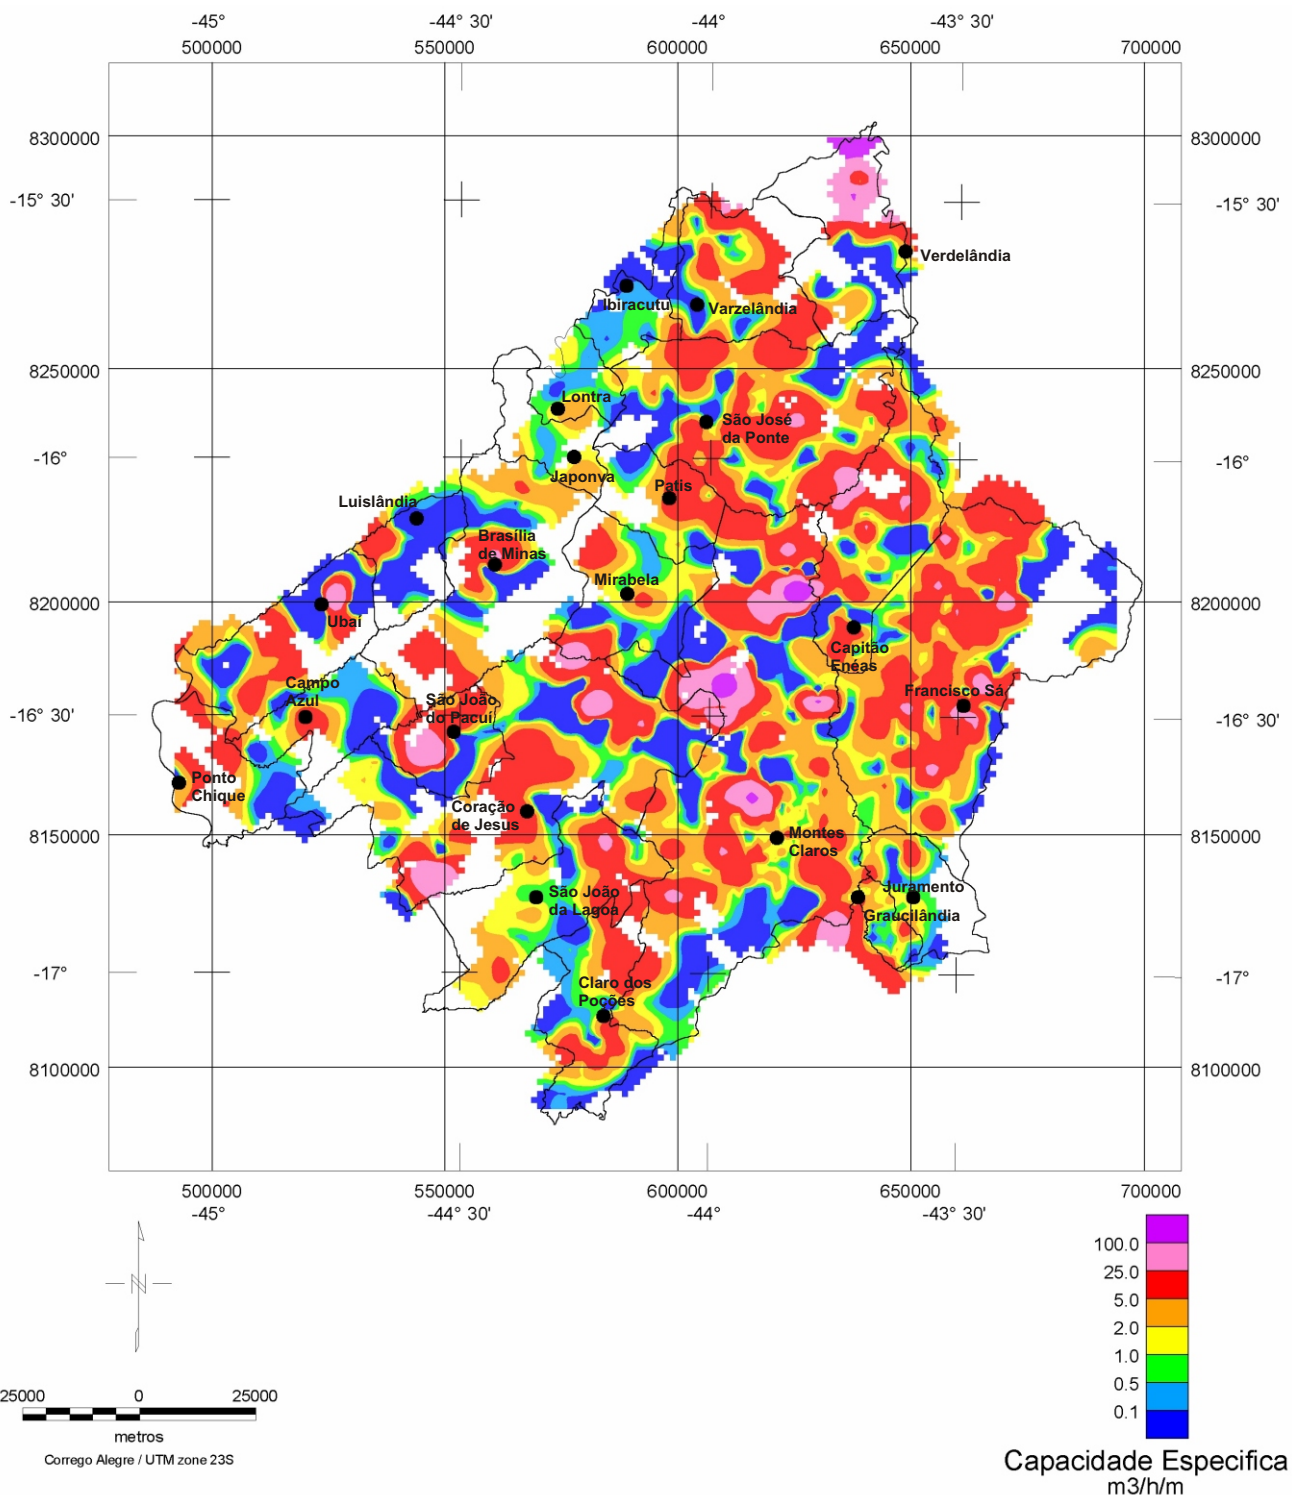 -45° -44° 30' -44° -43° 30'
500000 550000 600000 650000 700000
8300000 8300000
-15° 30' -15° 30'
Verdelândia
Ibiracutu
Varzelândia
8250000 8250000
Lontra
São José
da Ponte
-16° -16°
Japonva
Patis
Luislândia
Brasília
de Minas
Mirabela
8200000 8200000
Ubaí
Capitão
Enéas
Campo
Azul
Francisco Sá
São João
do Pacuí
-16° 30' -16° 30'
Ponto
Chique
Coração
de Jesus
8150000 8150000
Montes
Claros
Juramento
São João
da Lagoa
Graucilândia
-17° -17°
Claro dos
Poções
8100000 8100000
500000 550000 600000 650000 700000
-45° -44° 30' -44° -43° 30'
N
100.0
25.0
5.0
2.0
1.0
0.5
0.1
25000 0 25000
metros
Corrego Alegre / UTM zone 23S
Capacidade Especifica
m3/h/m